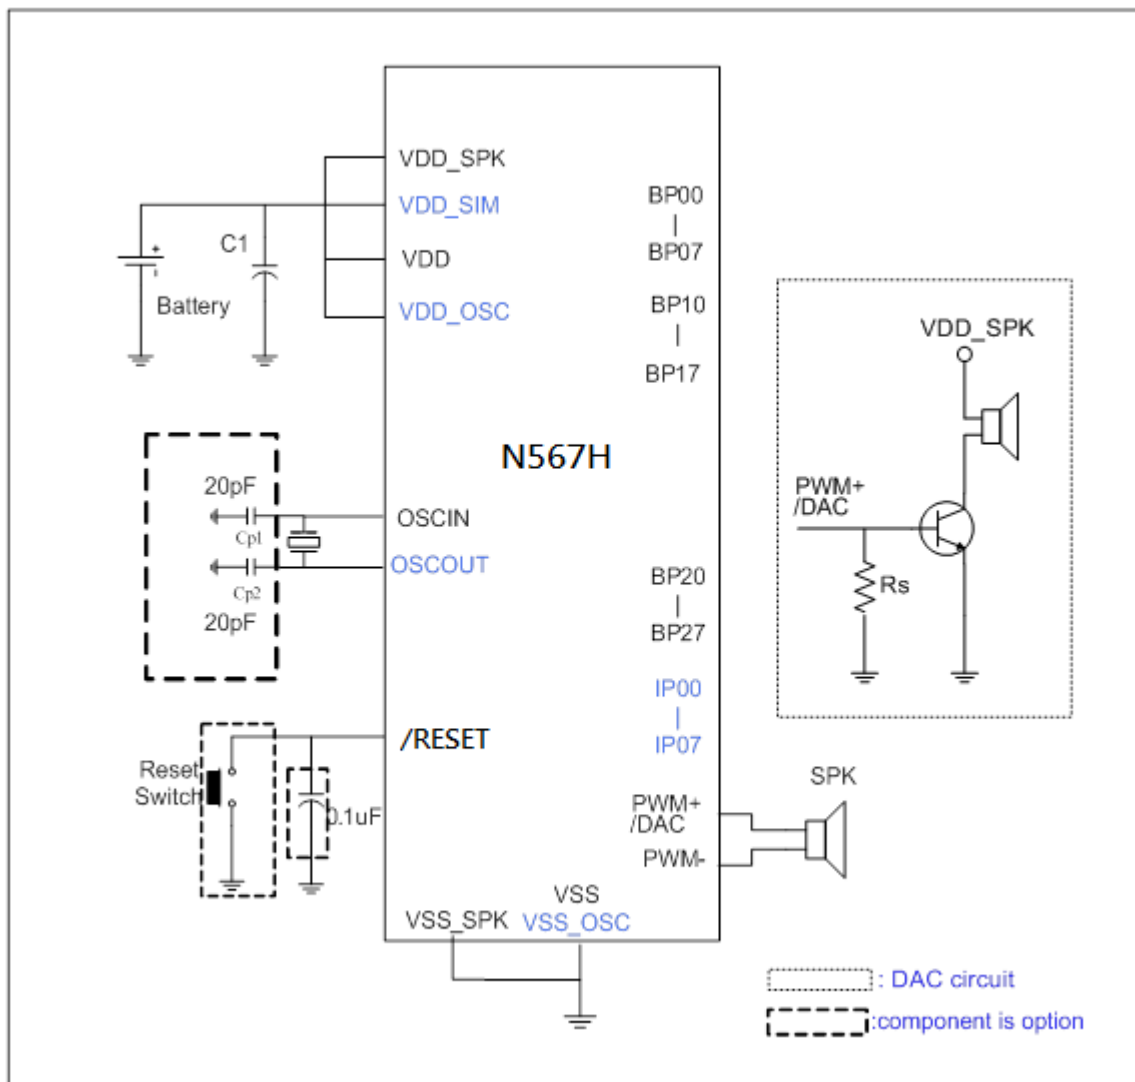 VDD_SPK
VDD_SIM
VDD
VDD_OSC
C1
+
-
Battery
BP00
|
BP07
BP10
|
BP17
N567H
20pF
Cp1
Cp2
20pF
OSCIN
OSCOUT
BP20
|
BP27
IP00
|
IP07
/RESET
Reset
Switch
0.1uF
PWM+
/DAC
PWM-
SPK
VSS
VSS_SPK
VSS_OSC
VDD_SPK
PWM+
/DAC
Rs
: DAC circuit
:component is option